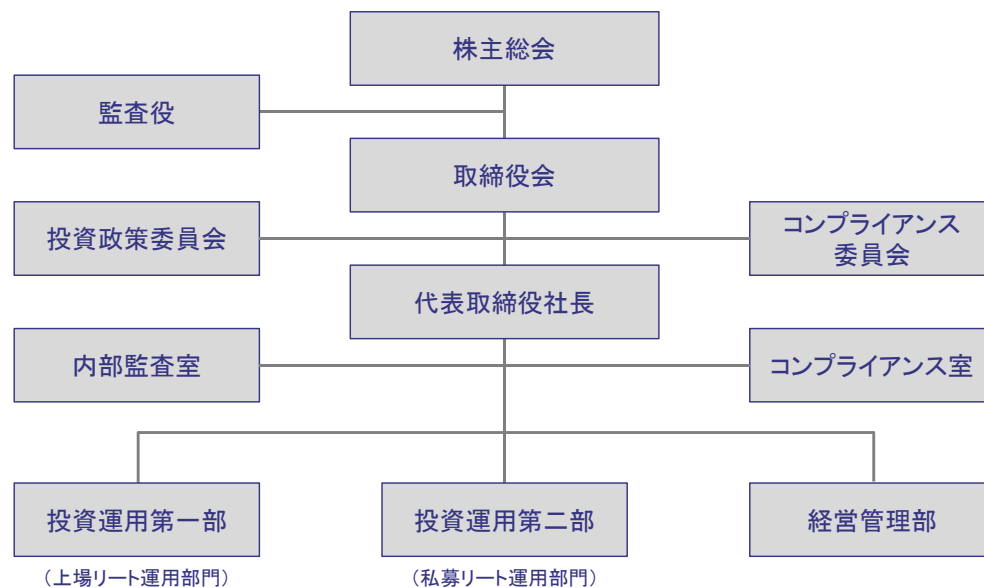 株主総会
監査役
取締役会
投資政策委員会
コンプライアンス
委員会
代表取締役社長
内部監査室
コンプライアンス室
投資運用第一部
投資運用第二部
経営管理部
（上場リート運用部門）
（私募リート運用部門）